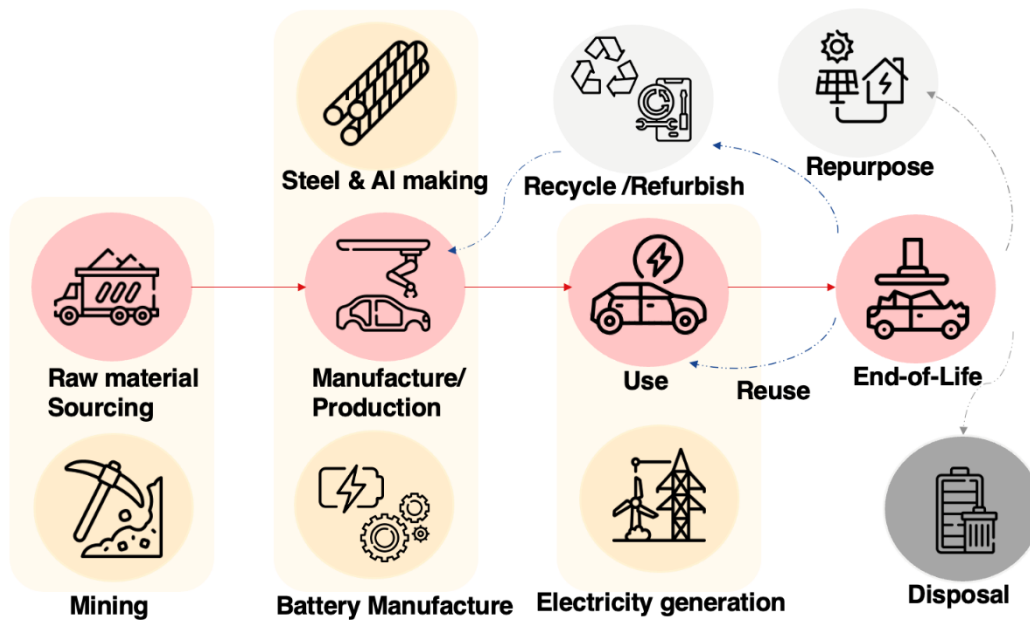 Steel & Al making
Recycle /Refurbish
Repurpose
Raw material
Sourcing
Manufacture/
Production
Use
Reuse
End-of-Life
Mining
Battery Manufacture
Electricity generation
Disposal